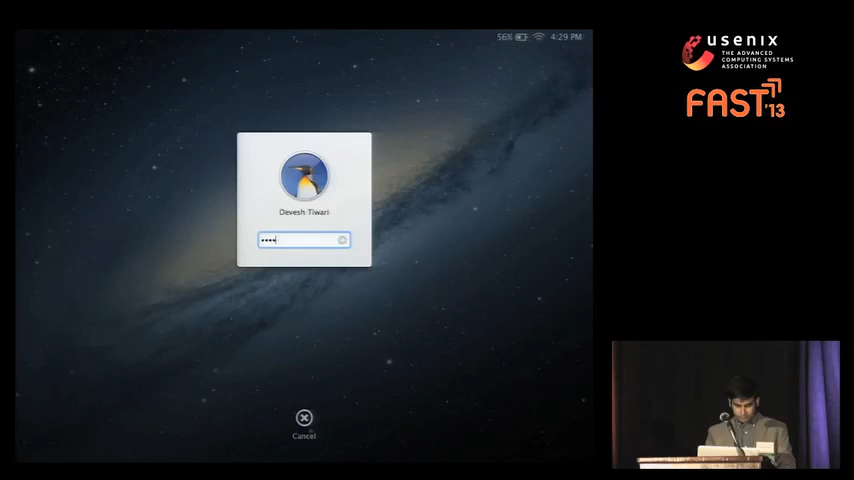 56% 4:29 PM
Devesh Tiwari
••••
Cancel
usenix
THE ADVANCED
COMPUTING SYSTEMS
ASSOCIATION
FAST '13